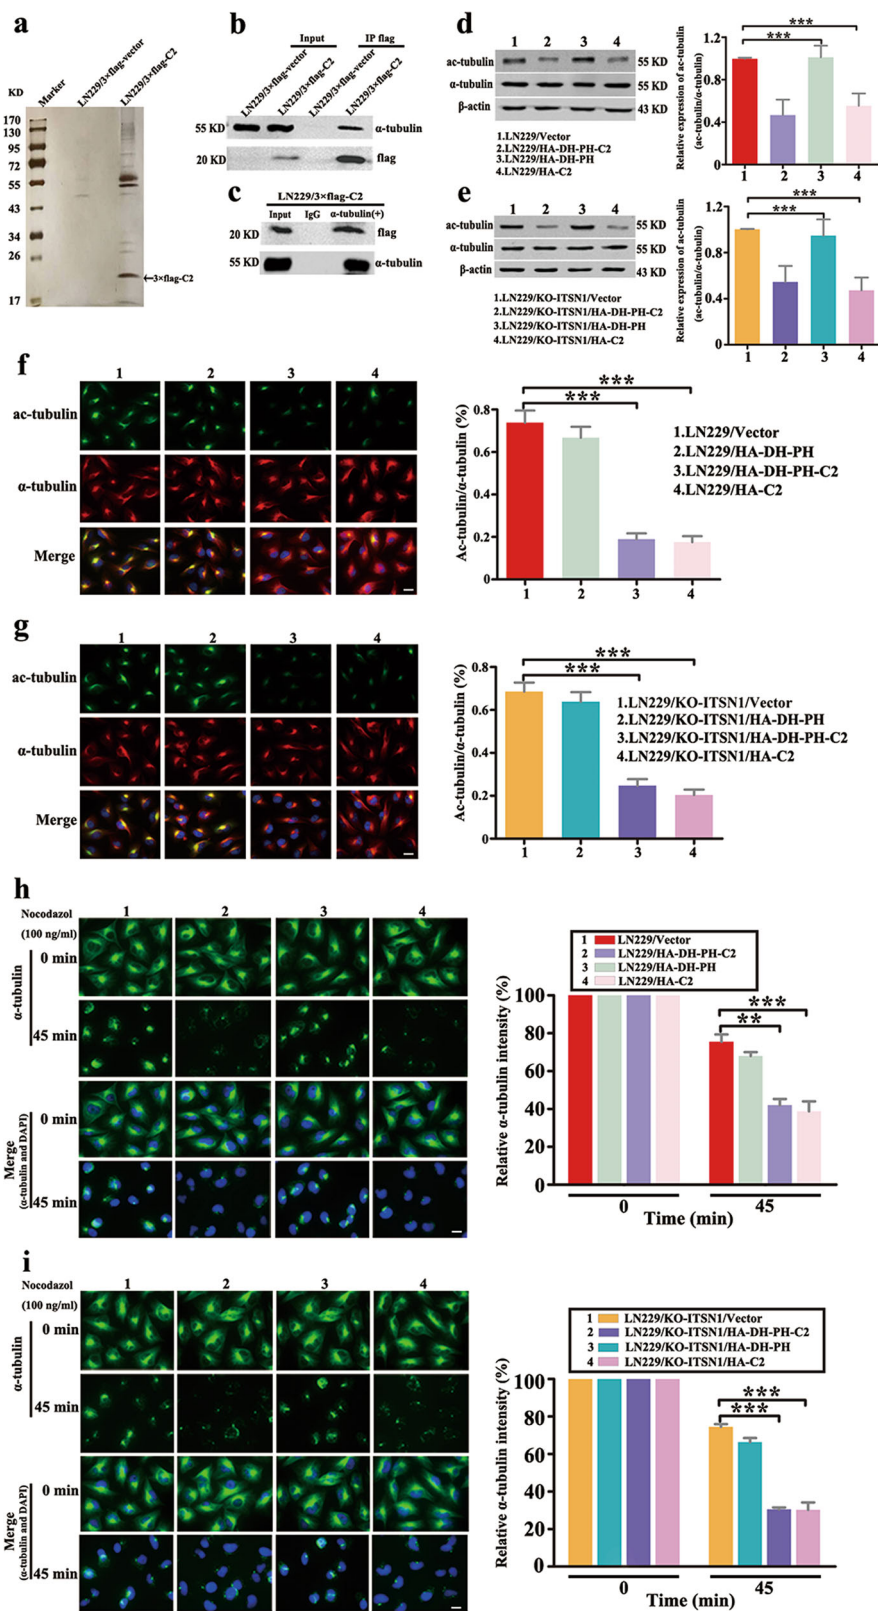 a
KD
Marker
LN229/3×flag-vector
LN229/3×flag-C2
170
130
95
72
55
43
34
26
17
←3×flag-C2
b
Input
IP flag
LN229/3×flag-vector
LN229/3×flag-C2
LN229/3×flag-vector
LN229/3×flag-C2
55 KD
α-tubulin
20 KD
flag
c
LN229/3×flag-C2
Input IgG α-tubulin(+)
20 KD
flag
55 KD
α-tubulin
d
1 2 3 4
ac-tubulin 55 KD
α-tubulin 55 KD
β-actin 43 KD
1.LN229/Vector
2.LN229/HA-DH-PH-C2
3.LN229/HA-DH-PH
4.LN229/HA-C2
Relative expression of ac-tubulin
(ac-tubulin/α-tubulin)
1.2
0.8
0.4
0
***
***
1 2 3 4
e
1 2 3 4
ac-tubulin 55 KD
α-tubulin 55 KD
β-actin 43 KD
1.LN229/KO-ITSN1/Vector
2.LN229/KO-ITSN1/HA-DH-PH-C2
3.LN229/KO-ITSN1/HA-DH-PH
4.LN229/KO-ITSN1/HA-C2
Relative expression of ac-tubulin
(ac-tubulin/α-tubulin)
1.2
0.8
0.4
0
***
***
1 2 3 4
f
1 2 3 4
ac-tubulin
α-tubulin
Merge
Ac-tubulin/α-tubulin (%)
0.8
0.6
0.4
0.2
0
***
***
1 2 3 4
1.LN229/Vector
2.LN229/HA-DH-PH
3.LN229/HA-DH-PH-C2
4.LN229/HA-C2
g
1 2 3 4
ac-tubulin
α-tubulin
Merge
Ac-tubulin/α-tubulin (%)
0.8
0.6
0.4
0.2
0
***
***
1 2 3 4
1.LN229/KO-ITSN1/Vector
2.LN229/KO-ITSN1/HA-DH-PH
3.LN229/KO-ITSN1/HA-DH-PH-C2
4.LN229/KO-ITSN1/HA-C2
h
Nocodazol
(100 ng/ml)
1 2 3 4
α-tubulin
0 min
45 min
Merge
(α-tubulin and DAPI)
0 min
45 min
1 LN229/Vector
2 LN229/HA-DH-PH-C2
3 LN229/HA-DH-PH
4 LN229/HA-C2
Relative α-tubulin intensity (%)
100
80
60
40
20
0
***
**
0 45
Time (min)
i
Nocodazol
(100 ng/ml)
1 2 3 4
α-tubulin
0 min
45 min
Merge
(α-tubulin and DAPI)
0 min
45 min
1 LN229/KO-ITSN1/Vector
2 LN229/KO-ITSN1/HA-DH-PH-C2
3 LN229/KO-ITSN1/HA-DH-PH
4 LN229/KO-ITSN1/HA-C2
Relative α-tubulin intensity (%)
100
80
60
40
20
0
***
***
0 45
Time (min)